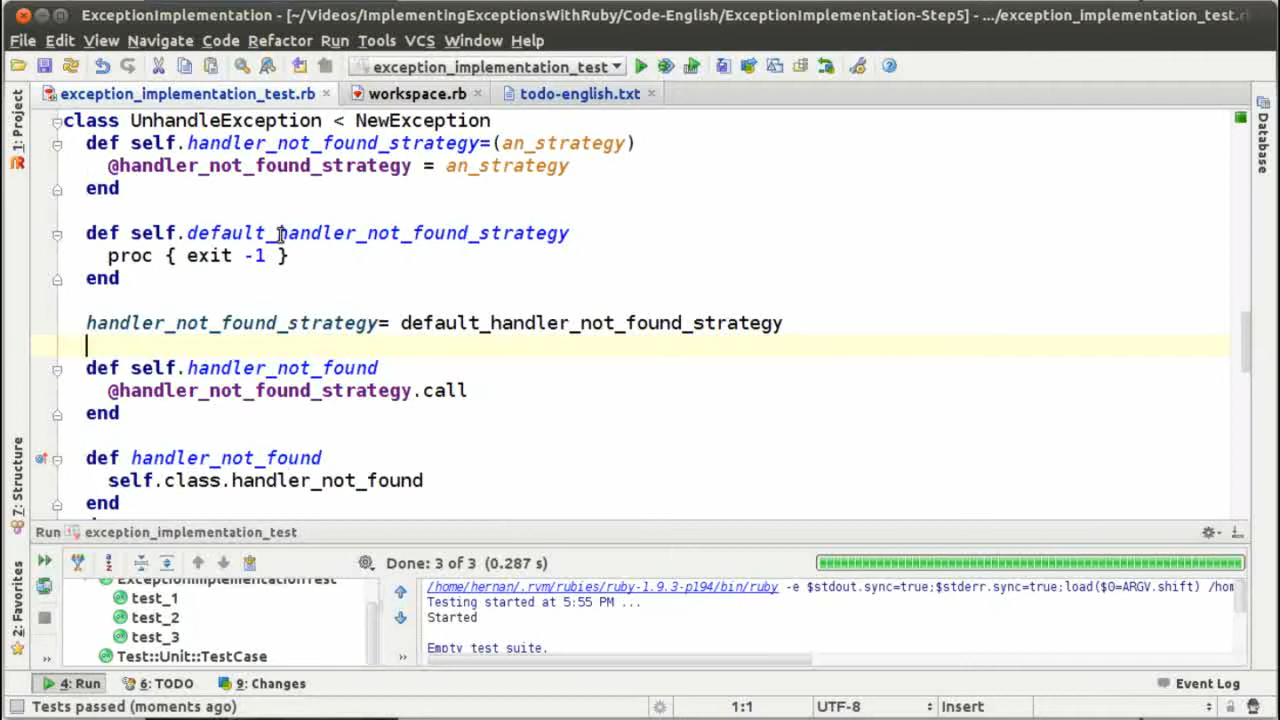 ExceptionImplementation - [~/Videos/ImplementingExceptionsWithRuby/Code-English/ExceptionImplementation-Step5] - .../exception_implementation_test.r
File Edit View Navigate Code Refactor Run Tools VCS Window Help
exception_implementation_test
1: Project
exception_implementation_test.rb
workspace.rb
todo-english.txt
Database
class UnhandleException < NewException
def self.handler_not_found_strategy=(an_strategy)
@handler_not_found_strategy = an_strategy
end
def self.default_handler_not_found_strategy
proc { exit -1 }
end
handler_not_found_strategy= default_handler_not_found_strategy
def self.handler_not_found
@handler_not_found_strategy.call
end
def handler_not_found
self.class.handler_not_found
end
7: Structure
2: Favorites
Run exception_implementation_test
Done: 3 of 3 (0.287 s)
ExceptionImplementationTest
test_1
test_2
test_3
Test::Unit::TestCase
/home/hernan/.rvm/rubies/ruby-1.9.3-p194/bin/ruby -e $stdout.sync=true;$stderr.sync=true;load($0=ARGV.shift) /hom
Testing started at 5:55 PM ...
Started
Empty test suite.
4: Run 6: TODO 9: Changes Event Log
Tests passed (moments ago) 1:1 UTF-8 Insert